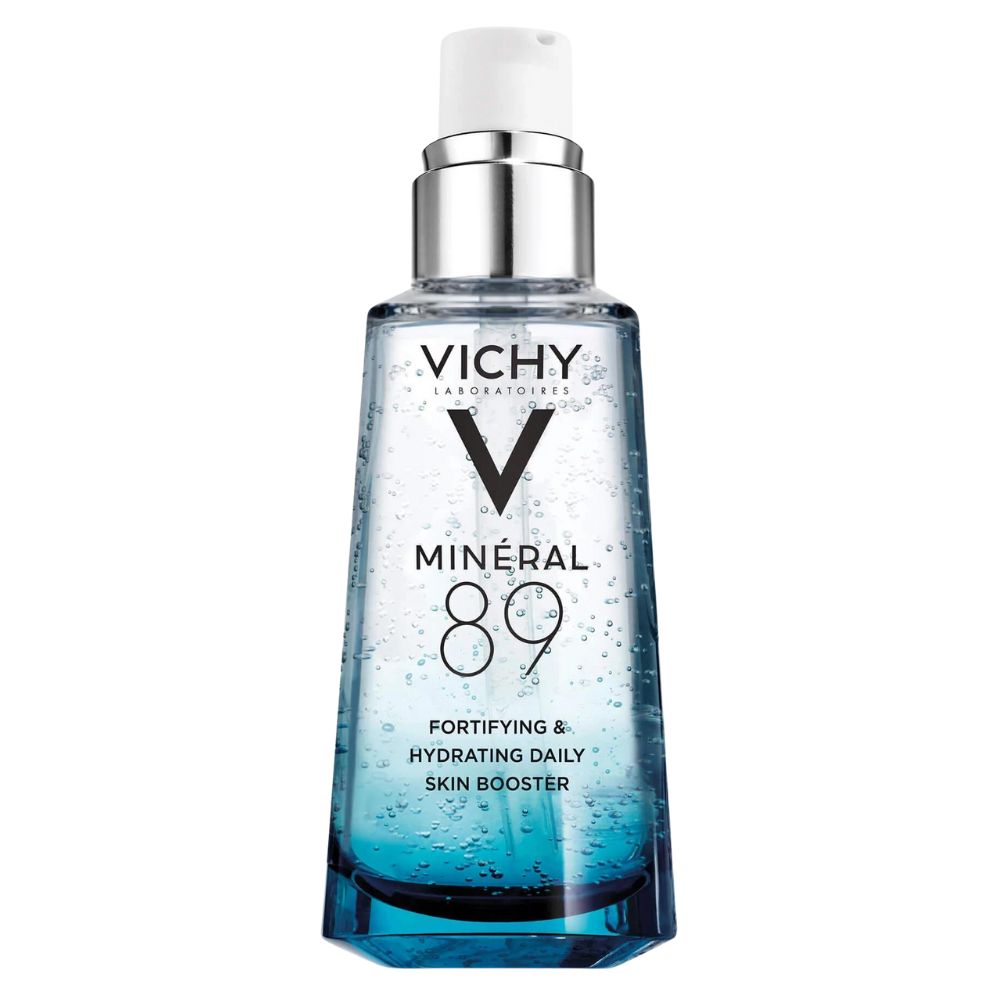 VICHY
LABORATOIRES
V
MINÉRAL
89
FORTIFYING &
HYDRATING DAILY
SKIN BOOSTER